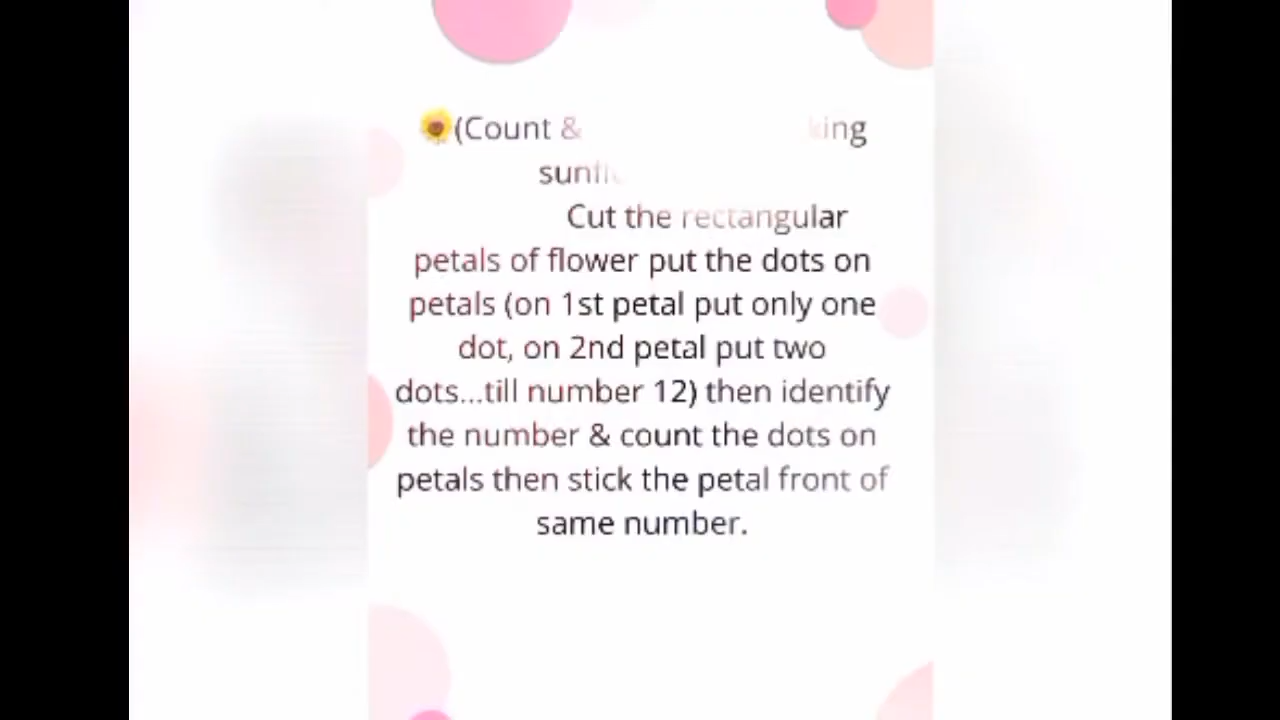 🌻(Count &
Cut the rectangular
petals of flower put the dots on
petals (on 1st petal put only one
dot, on 2nd petal put two
dots...till number 12) then identify
the number & count the dots on
petals then stick the petal front of
same number.